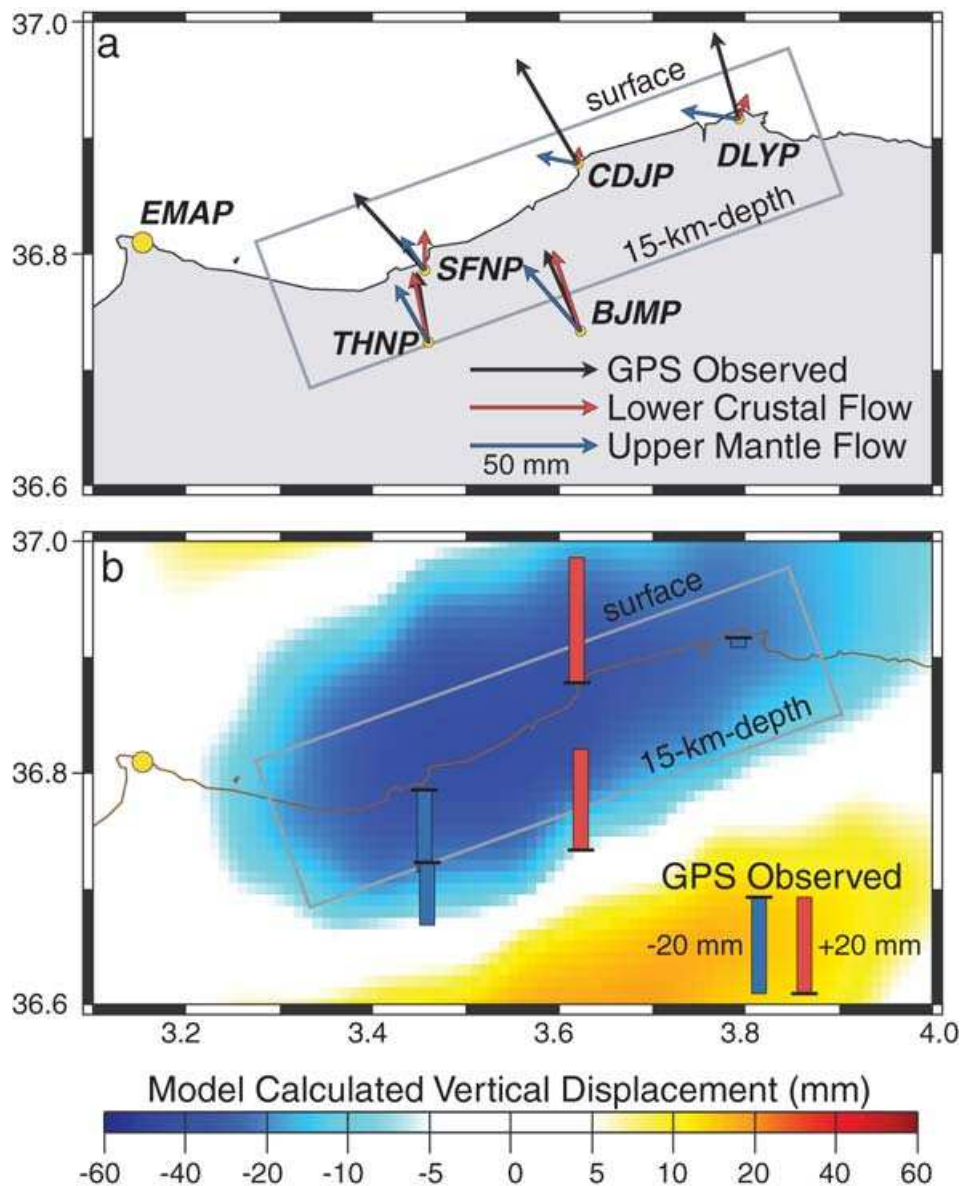 37.0
a
surface
DLYP
CDJP
EMAP
15-km-depth
36.8
SFNP
BJMP
THNP
GPS Observed
Lower Crustal Flow
Upper Mantle Flow
50 mm
36.6
37.0
b
surface
15-km-depth
36.8
GPS Observed
-20 mm
+20 mm
36.6
3.2 3.4 3.6 3.8 4.0
Model Calculated Vertical Displacement (mm)
-60 -40 -20 -10 -5 0 5 10 20 40 60